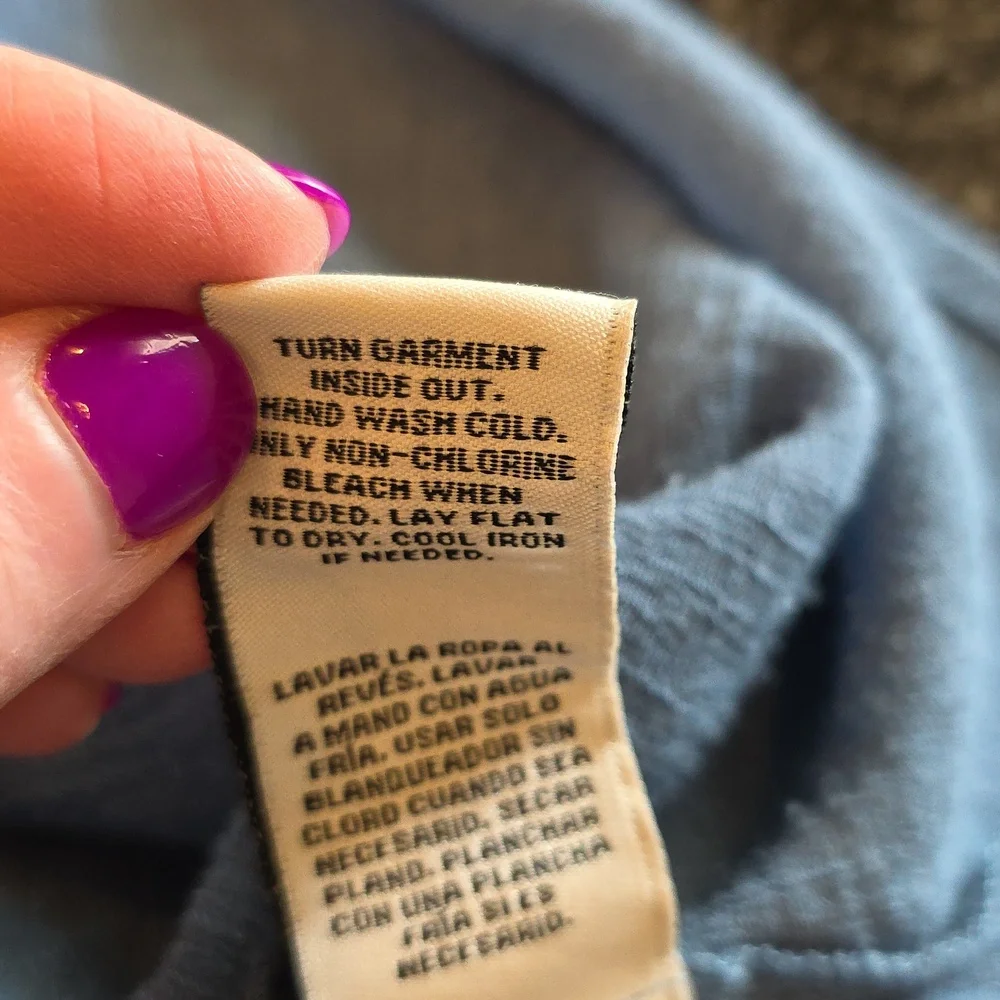 TURN GARMENT
INSIDE OUT.
HAND WASH COLD.
ONLY NON-CHLORINE
BLEACH WHEN
NEEDED. LAY FLAT
TO DRY. COOL IRON
IF NEEDED.
LAVAR LA ROPA AL
REVÉS. LAVAR
A MANO CON AGUA
FRÍA. USAR SOLO
BLANQUEADOR SIN
CLORO CUANDO SEA
NECESARIO. SECAR
PLANO. PLANCHAR
CON UNA PLANCHA
FRÍA SI ES
NECESARIO.